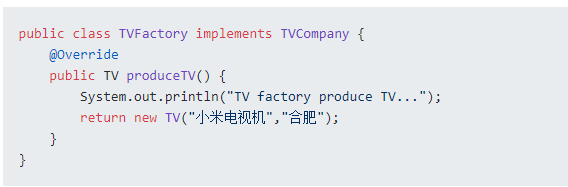 public class TVFactory implements TVCompany {
    @Override
    public TV produceTV() {
        System.out.println("TV factory produce TV...");
        return new TV("小米电视机","合肥");
    }
}